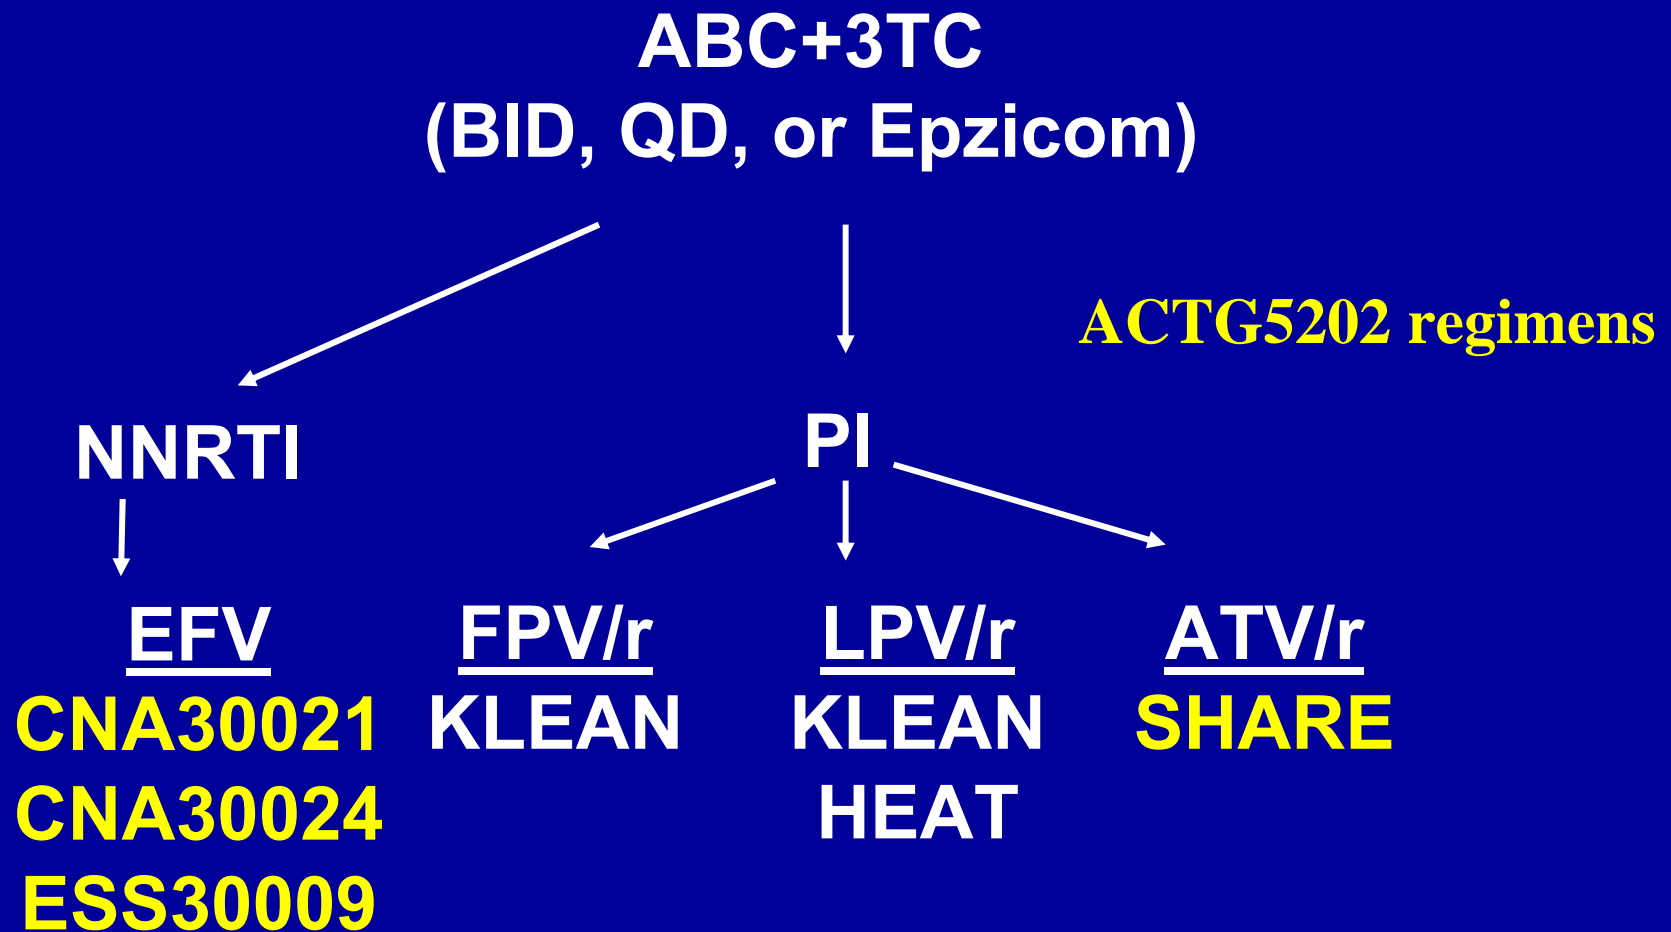 ABC+3TC
(BID, QD, or Epzicom)
ACTG5202 regimens
NNRTI
PI
EFV
CNA30021
CNA30024
ESS30009
FPV/r
KLEAN
LPV/r
KLEAN
HEAT
ATV/r
SHARE